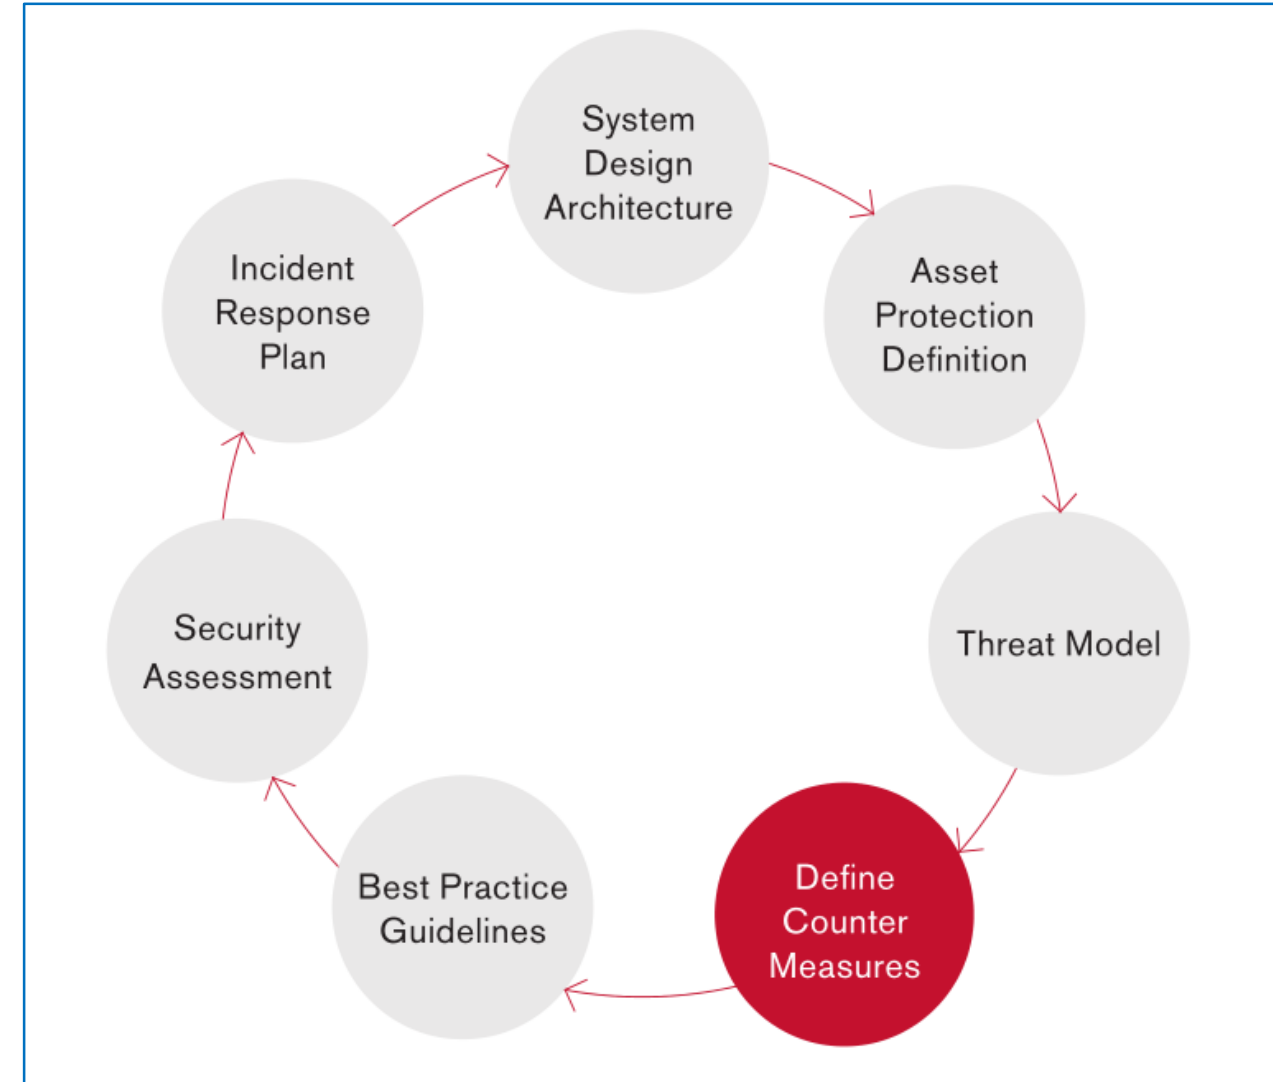 System
Design
Architecture
Asset
Protection
Definition
Threat Model
Define
Counter
Measures
Best Practice
Guidelines
Security
Assessment
Incident
Response
Plan